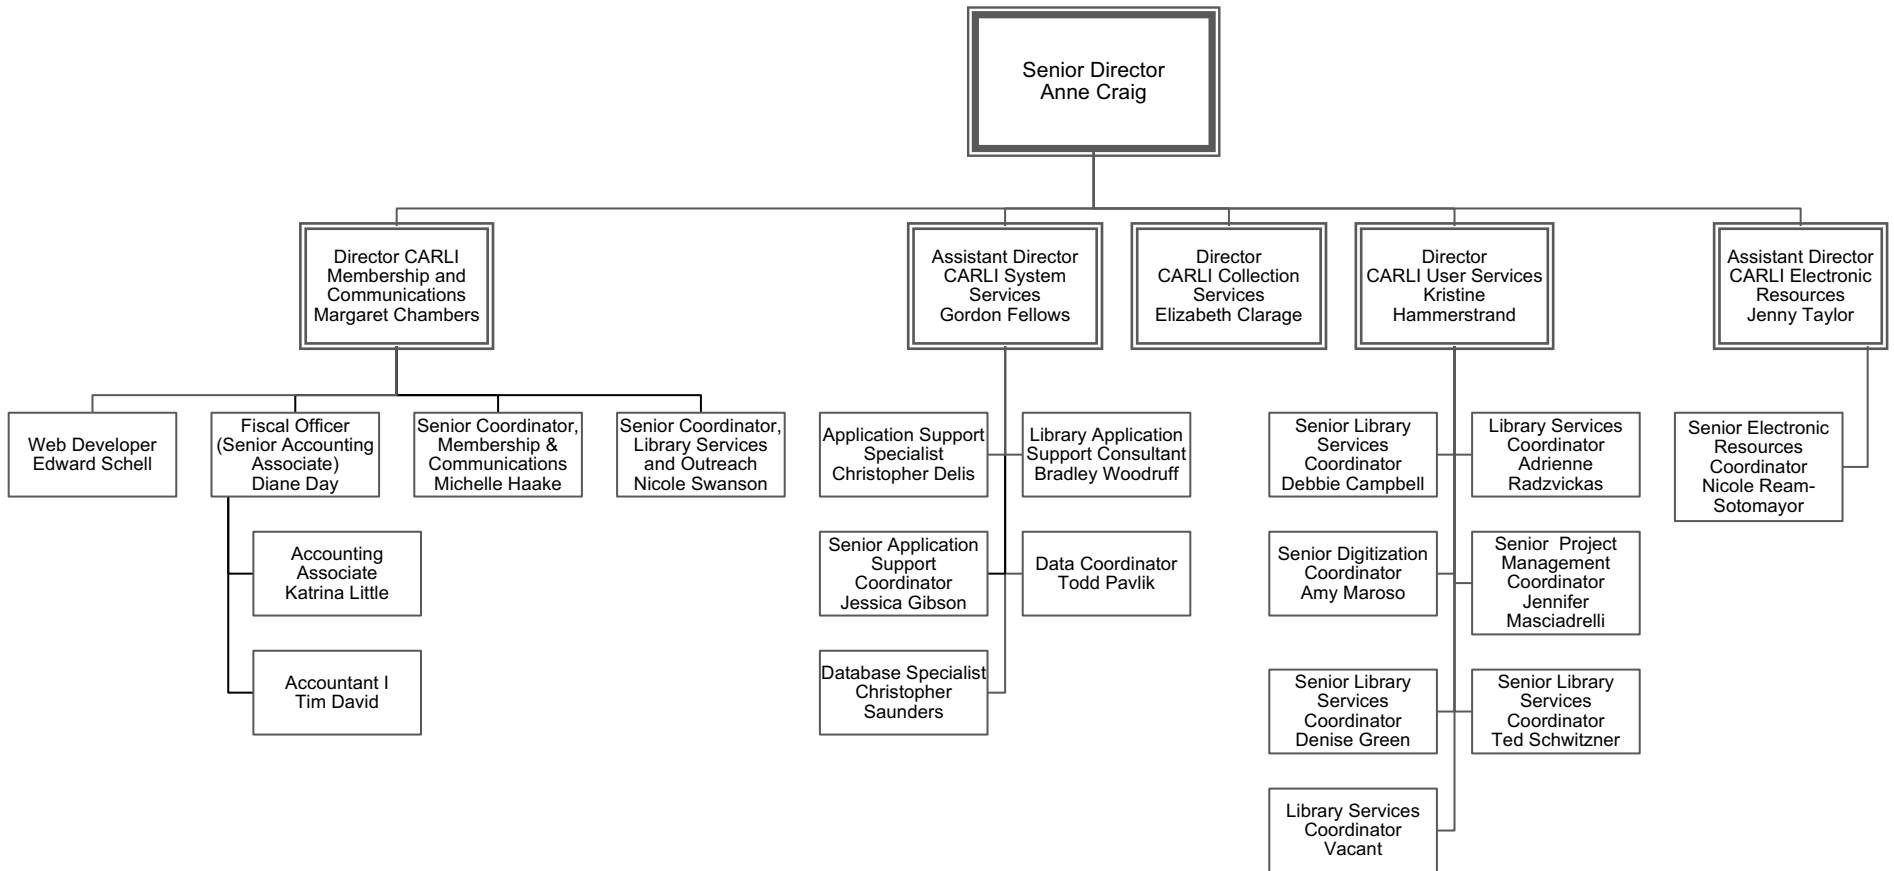 Senior Director
Anne Craig
Director CARLI
Membership and
Communications
Margaret Chambers
Assistant Director
CARLI System
Services
Gordon Fellows
Director
CARLI Collection
Services
Elizabeth Clarage
Director
CARLI User Services
Kristine
Hammerstrand
Assistant Director
CARLI Electronic
Resources
Jenny Taylor
Web Developer
Edward Schell
Fiscal Officer
(Senior Accounting
Associate)
Diane Day
Senior Coordinator,
Membership &
Communications
Michelle Haake
Senior Coordinator,
Library Services
and Outreach
Nicole Swanson
Accounting
Associate
Katrina Little
Accountant I
Tim David
Application Support
Specialist
Christopher Delis
Library Application
Support Consultant
Bradley Woodruff
Senior Application
Support
Coordinator
Jessica Gibson
Data Coordinator
Todd Pavlik
Database Specialist
Christopher
Saunders
Senior Library
Services
Coordinator
Debbie Campbell
Library Services
Coordinator
Adrienne
Radzvickas
Senior Digitization
Coordinator
Amy Maroso
Senior  Project
Management
Coordinator
Jennifer
Masciadrelli
Senior Library
Services
Coordinator
Denise Green
Senior Library
Services
Coordinator
Ted Schwitzner
Library Services
Coordinator
Vacant
Senior Electronic
Resources
Coordinator
Nicole Ream-
Sotomayor